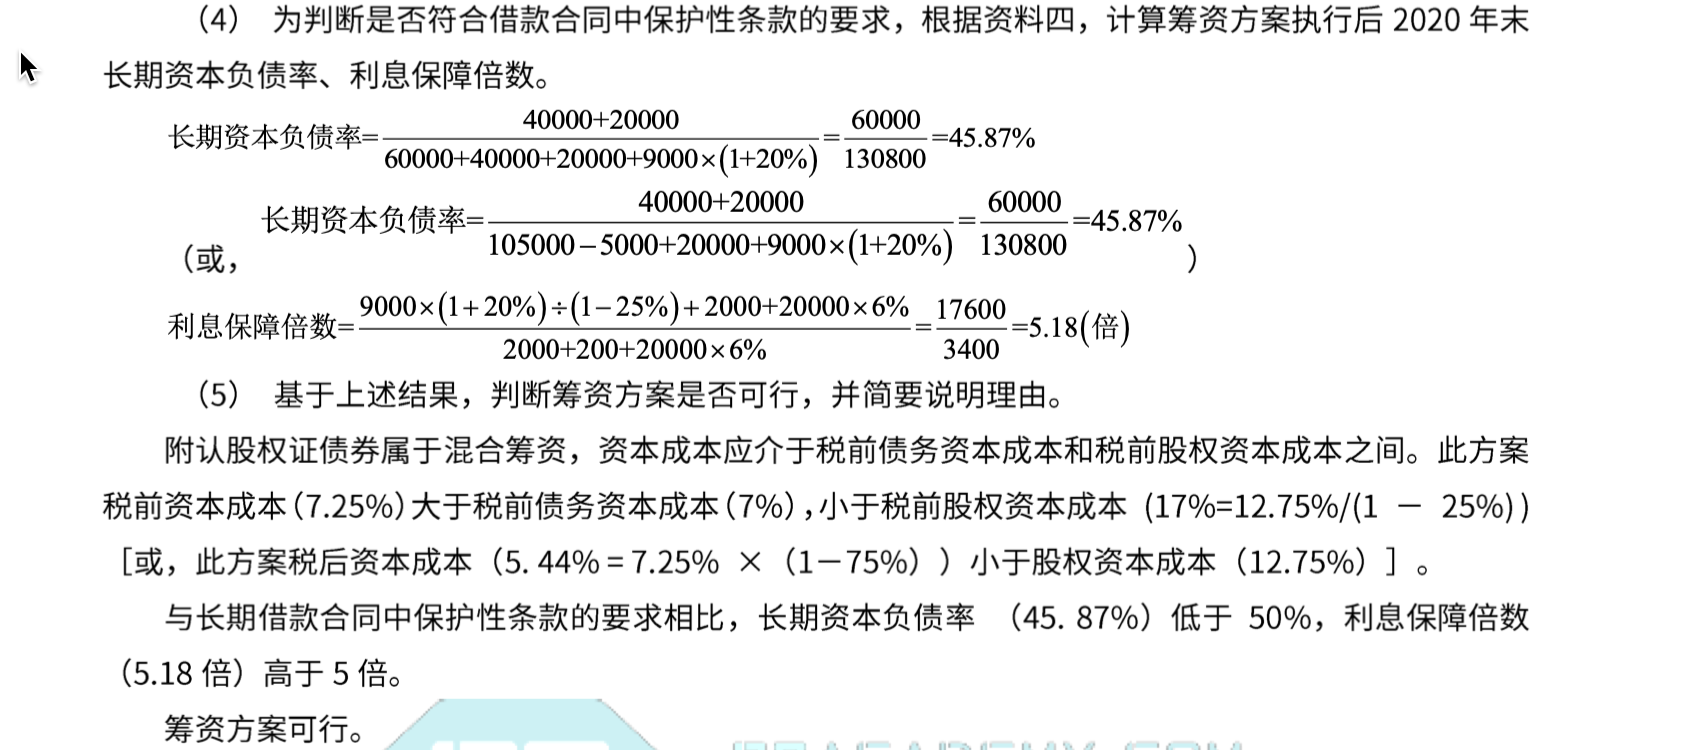 （4） 为判断是否符合借款合同中保护性条款的要求，根据资料四，计算筹资方案执行后 2020 年末
长期资本负债率、利息保障倍数。
长期资本负债率=(40000+20000)/(60000+40000+20000+9000×(1+20%))=60000/130800=45.87%
（或，长期资本负债率=(40000+20000)/(105000−5000+20000+9000×(1+20%))=60000/130800=45.87%）
利息保障倍数=(9000×(1+20%)÷(1−25%)+2000+20000×6%)/(2000+200+20000×6%)=17600/3400=5.18(倍)
（5） 基于上述结果，判断筹资方案是否可行，并简要说明理由。
附认股权证债券属于混合筹资，资本成本应介于税前债务资本成本和税前股权资本成本之间。此方案
税前资本成本(7.25%)大于税前债务资本成本(7%),小于税前股权资本成本 (17%=12.75%/(1 － 25%))
［或，此方案税后资本成本（5. 44%＝7.25% ×（1－75%））小于股权资本成本（12.75%）］。
与长期借款合同中保护性条款的要求相比，长期资本负债率 （45. 87%）低于 50%，利息保障倍数
（5.18 倍）高于 5 倍。
筹资方案可行。